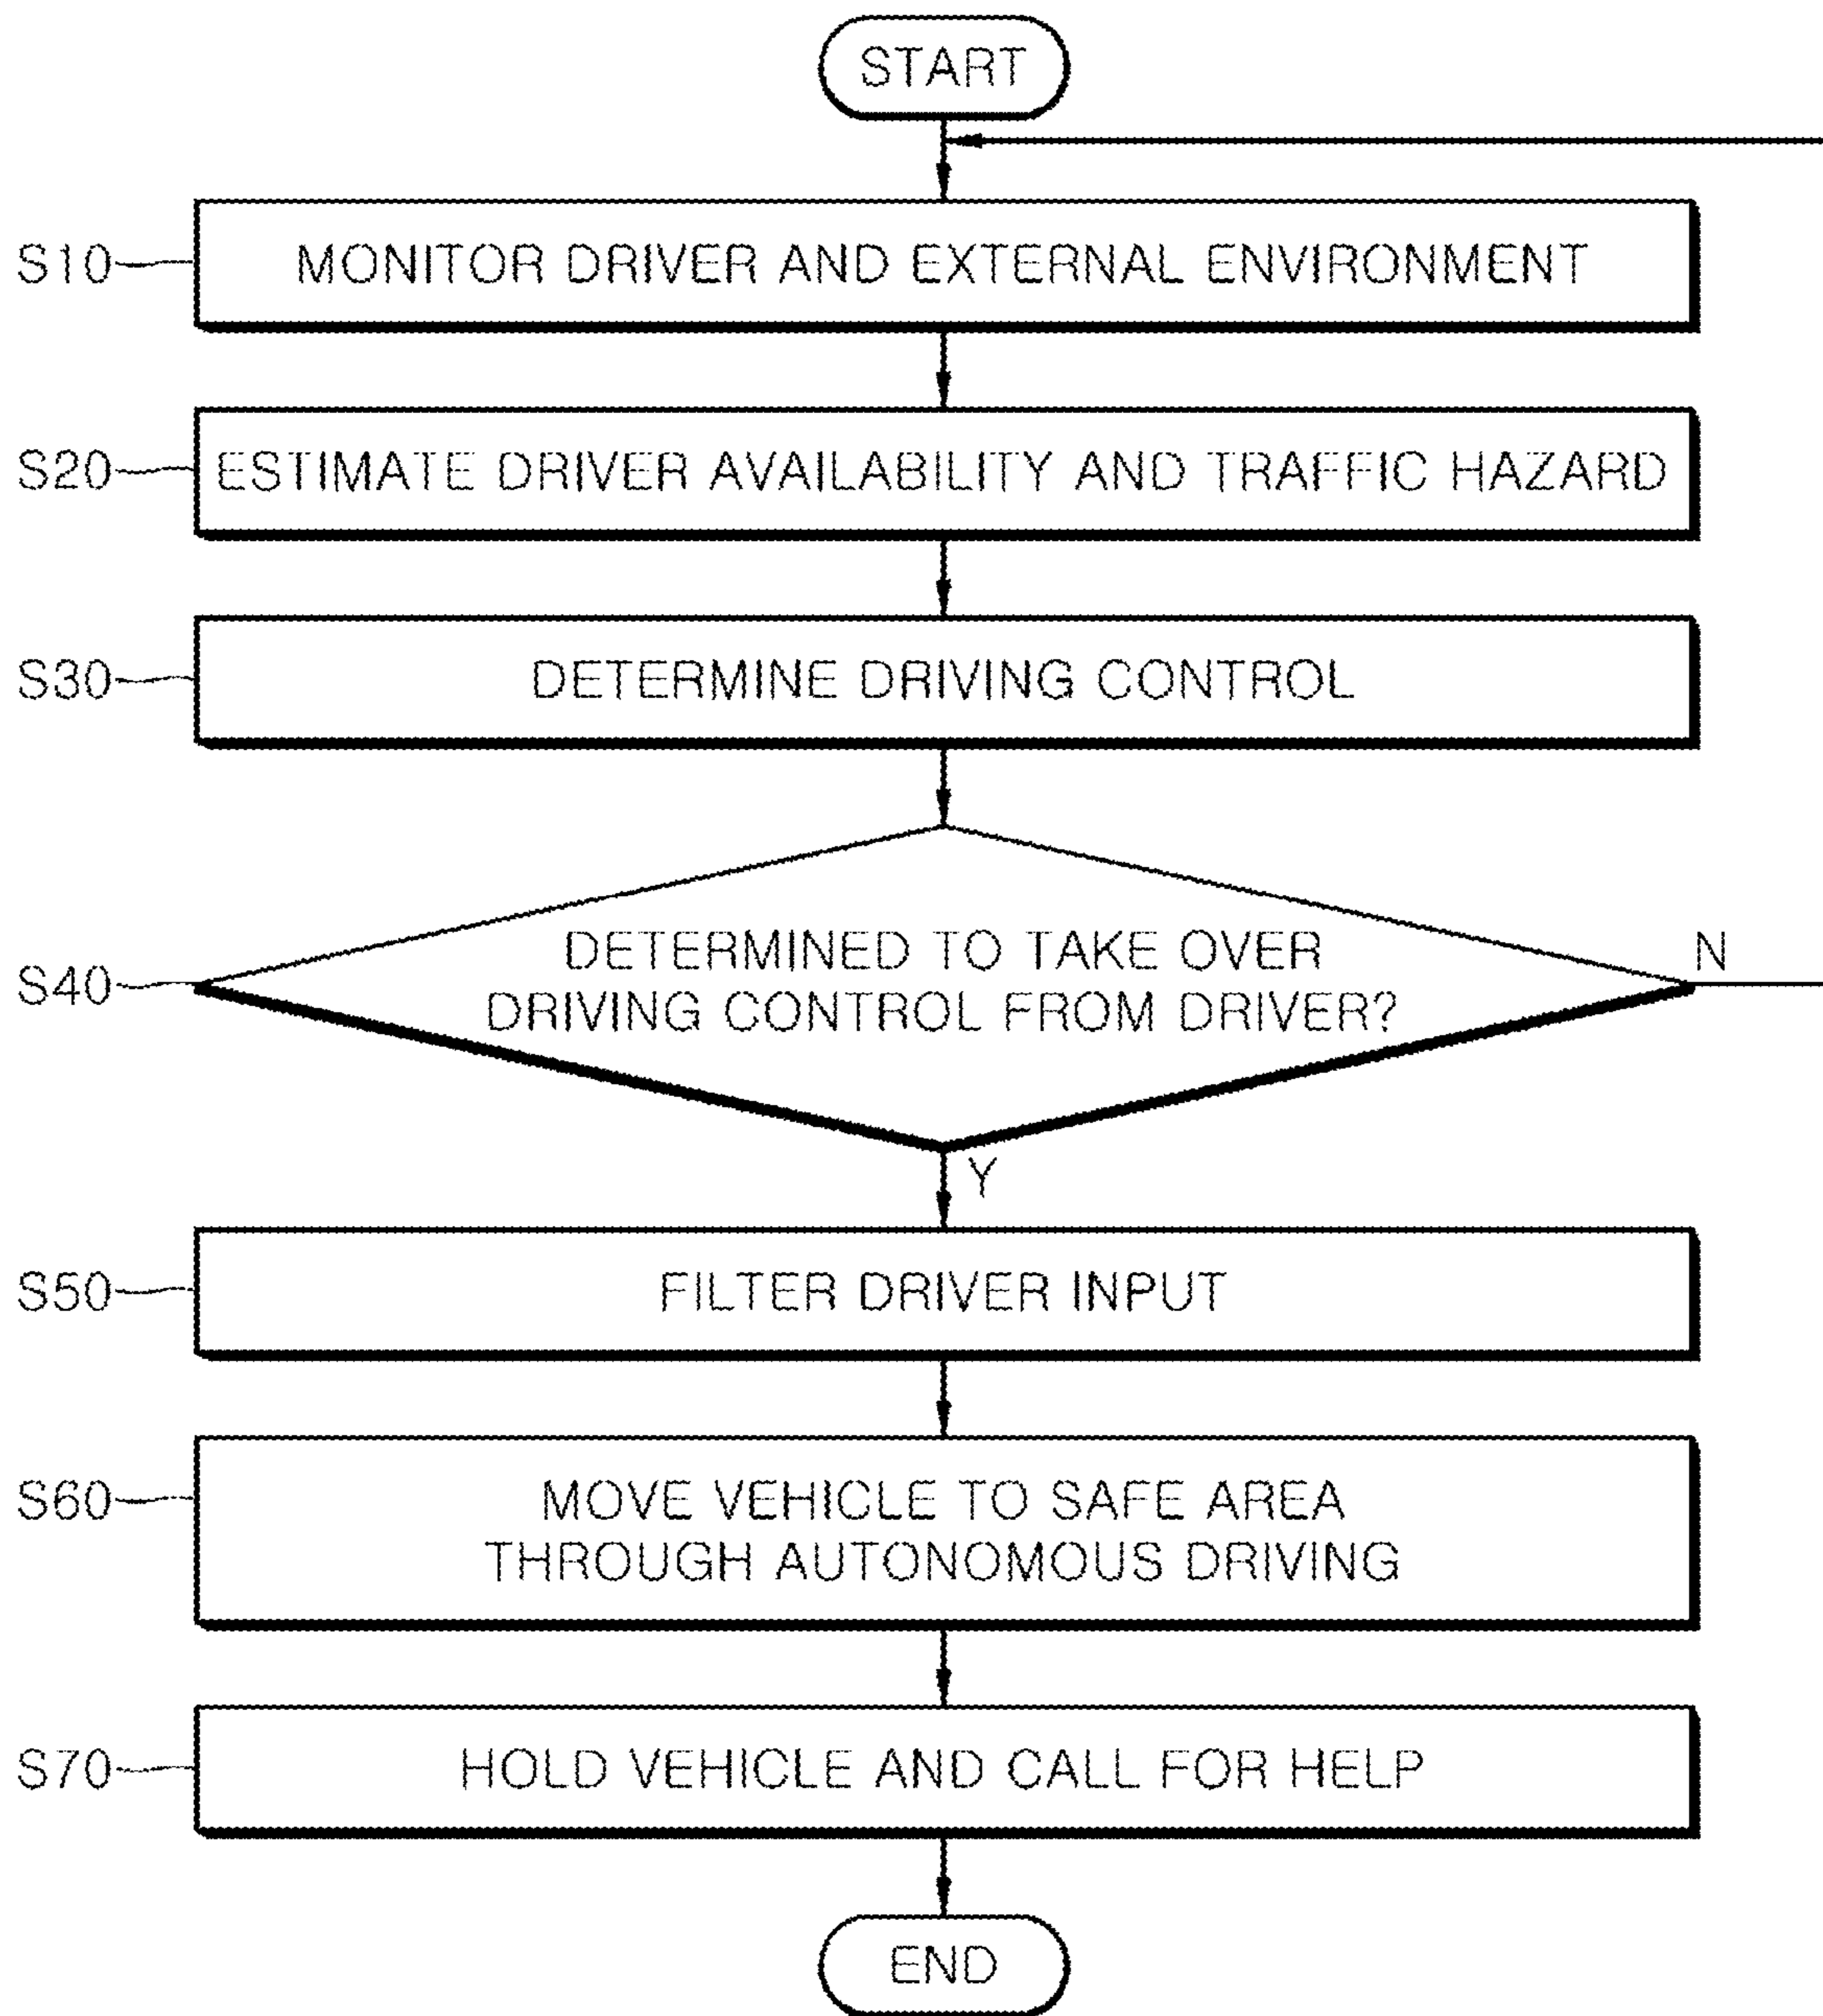 START
S10
MONITOR DRIVER AND EXTERNAL ENVIRONMENT
S20
ESTIMATE DRIVER AVAILABILITY AND TRAFFIC HAZARD
S30
DETERMINE DRIVING CONTROL
S40
DETERMINED TO TAKE OVER
DRIVING CONTROL FROM DRIVER?
N
Y
S50
FILTER DRIVER INPUT
S60
MOVE VEHICLE TO SAFE AREA
THROUGH AUTONOMOUS DRIVING
S70
HOLD VEHICLE AND CALL FOR HELP
END